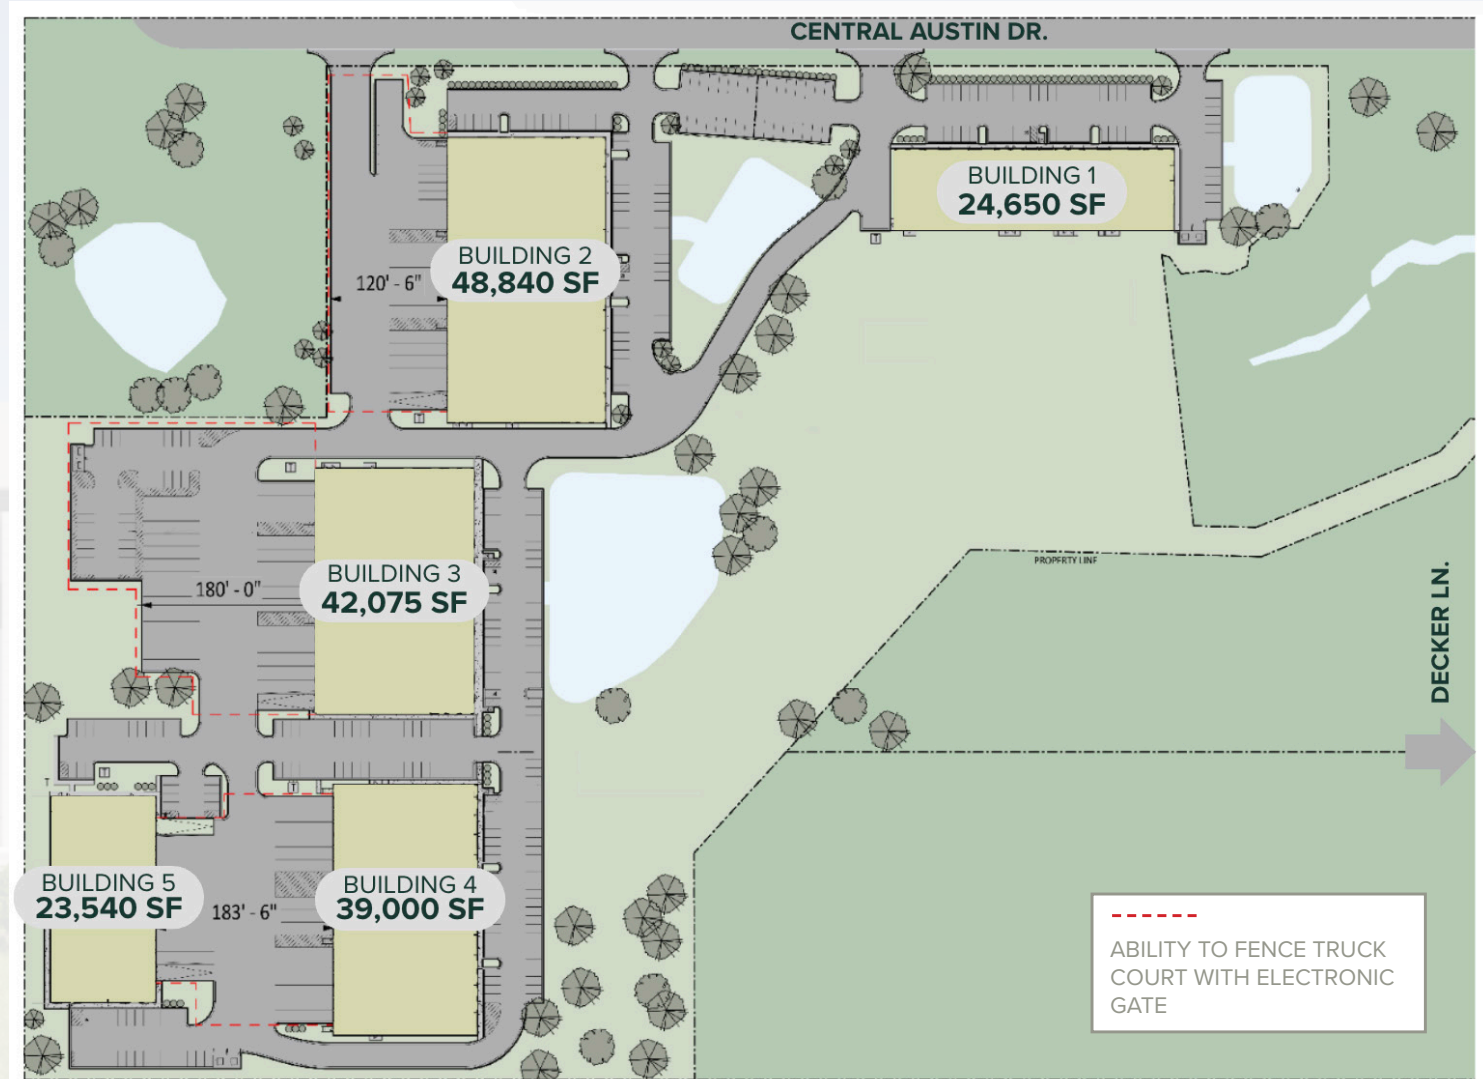 CENTRAL AUSTIN DR.
BUILDING 1
24,650 SF
BUILDING 2
48,840 SF
120' - 6"
BUILDING 3
42,075 SF
180' - 0"
PROPERTY LINE
DECKER LN.
BUILDING 5
23,540 SF
183' - 6"
BUILDING 4
39,000 SF
ABILITY TO FENCE TRUCK
COURT WITH ELECTRONIC
GATE
T
T
T
T
T
T